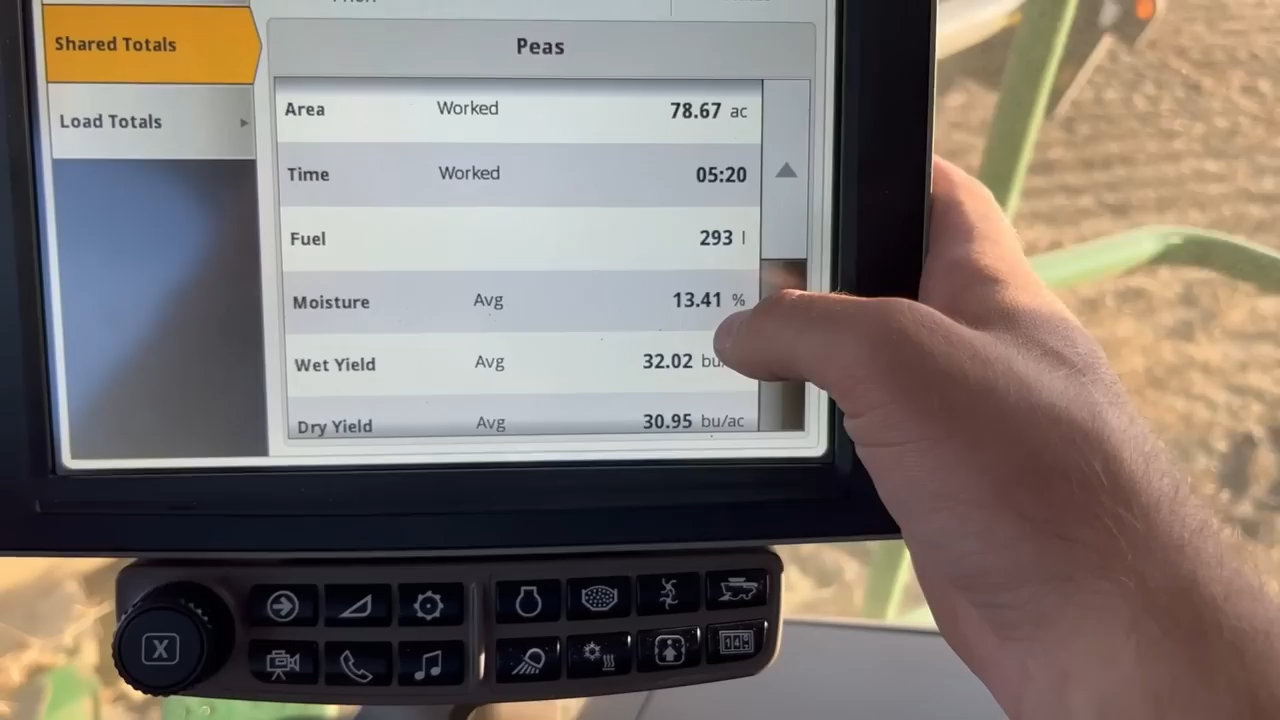 Shared Totals
Load Totals
Peas
Area Worked 78.67 ac
Time Worked 05:20
Fuel 293 l
Moisture Avg 13.41 %
Wet Yield Avg 32.02 bu/
Dry Yield Avg 30.95 bu/ac
X